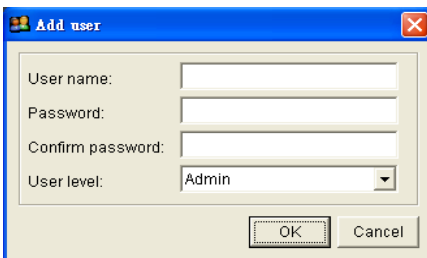 Add user
User name:
Password:
Confirm password:
User level: Admin
OK Cancel